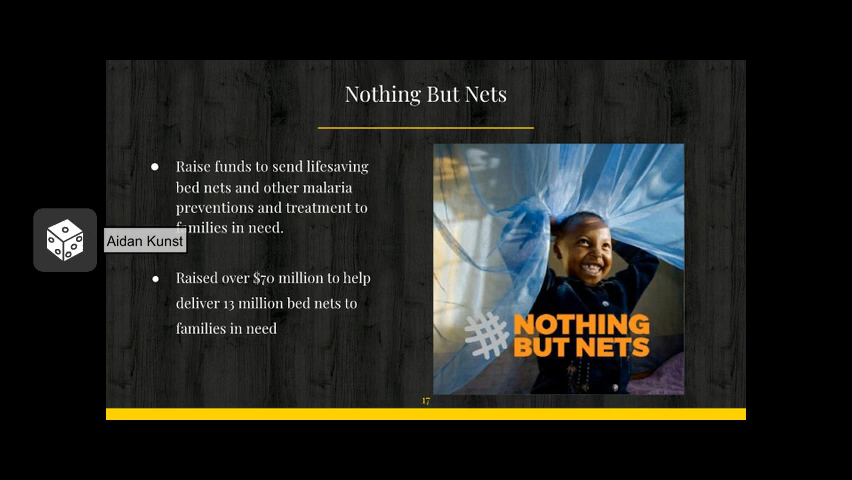 Nothing But Nets
● Raise funds to send lifesaving
bed nets and other malaria
preventions and treatment to
families in need.
● Raised over $70 million to help
deliver 13 million bed nets to
families in need
Aidan Kunst
#NOTHING
BUT NETS
17